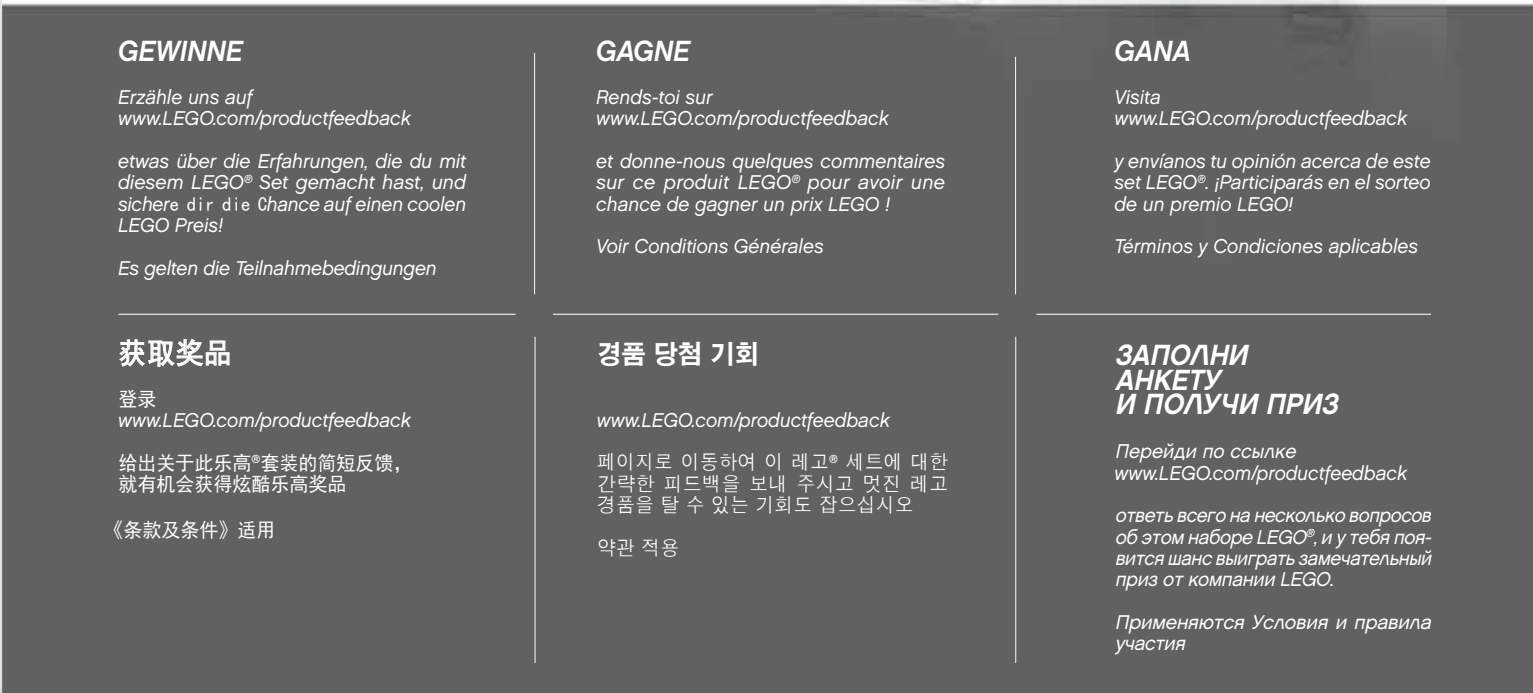 GEWINNE
Erzähle uns auf
www.LEGO.com/productfeedback
etwas über die Erfahrungen, die du mit
diesem LEGO® Set gemacht hast, und
sichere dir die Chance auf einen coolen
LEGO Preis!
Es gelten die Teilnahmebedingungen
GAGNE
Rends-toi sur
www.LEGO.com/productfeedback
et donne-nous quelques commentaires
sur ce produit LEGO® pour avoir une
chance de gagner un prix LEGO !
Voir Conditions Générales
GANA
Visita
www.LEGO.com/productfeedback
y envíanos tu opinión acerca de este
set LEGO®. ¡Participarás en el sorteo
de un premio LEGO!
Términos y Condiciones aplicables
获取奖品
登录
www.LEGO.com/productfeedback
给出关于此乐高®套装的简短反馈，
就有机会获得炫酷乐高奖品
《条款及条件》适用
경품 당첨 기회
www.LEGO.com/productfeedback
페이지로 이동하여 이 레고® 세트에 대한
간략한 피드백을 보내 주시고 멋진 레고
경품을 탈 수 있는 기회도 잡으십시오
약관 적용
ЗАПОЛНИ
АНКЕТУ
И ПОЛУЧИ ПРИЗ
Перейди по ссылке
www.LEGO.com/productfeedback
ответь всего на несколько вопросов
об этом наборе LEGO®, и у тебя поя-
вится шанс выиграть замечательный
приз от компании LEGO.
Применяются Условия и правила
участия